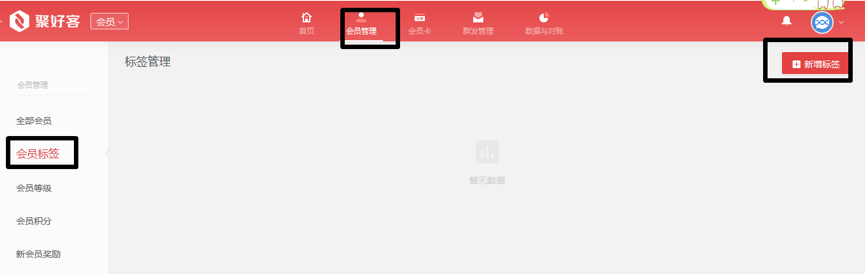 聚好客
会员
首页
会员管理
会员卡
群发管理
数据与对账
标签管理
新增标签
会员管理
全部会员
会员标签
会员等级
会员积分
新会员奖励
暂无数据